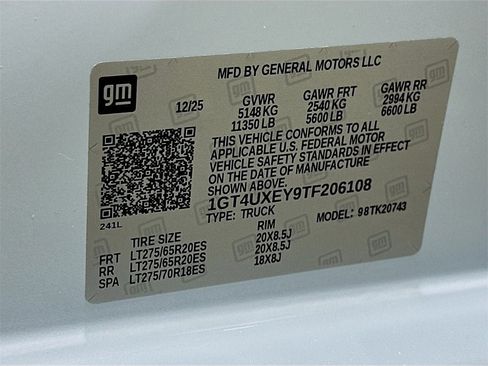 MFD BY GENERAL MOTORS LLC
gm
12/25
GVWR GAWR FRT GAWR RR
5148 KG 2540 KG 2994 KG
11350 LB 5600 LB 6600 LB
THIS VEHICLE CONFORMS TO ALL
APPLICABLE U.S. FEDERAL MOTOR
VEHICLE SAFETY STANDARDS IN EFFECT
ON THE DATE OF MANUFACTURE
SHOWN ABOVE.
1GT4UXEY9TF206108
TYPE: TRUCK MODEL: 98TK20743
241L
TIRE SIZE RIM
FRT LT275/65R20ES 20X8.5J
RR LT275/65R20ES 20X8.5J
SPA LT275/70R18ES 18X8J